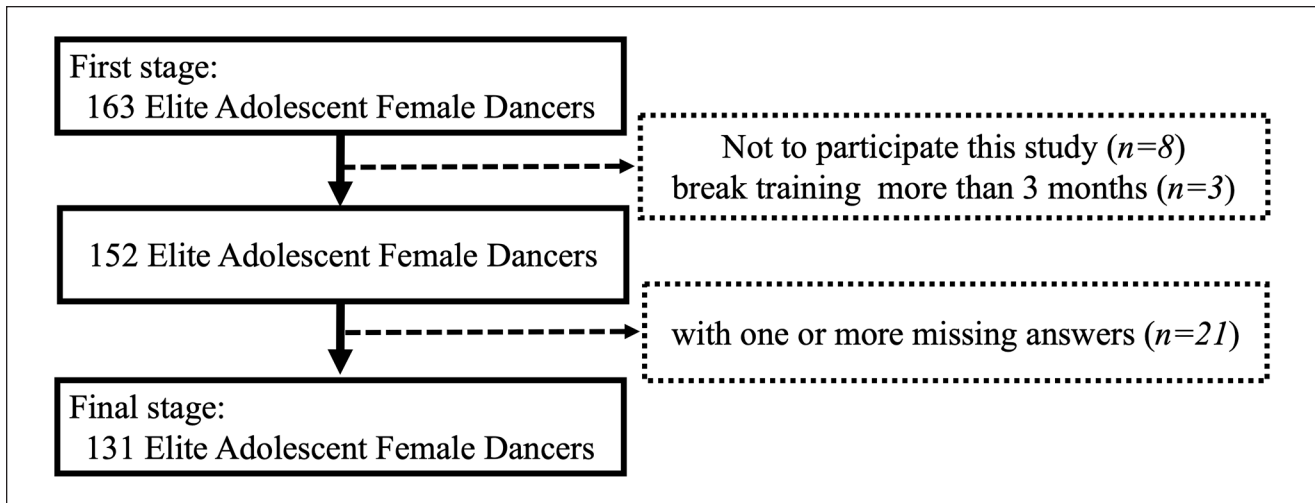 First stage:
163 Elite Adolescent Female Dancers
Not to participate this study (n=8)
break training more than 3 months (n=3)
152 Elite Adolescent Female Dancers
with one or more missing answers (n=21)
Final stage:
131 Elite Adolescent Female Dancers